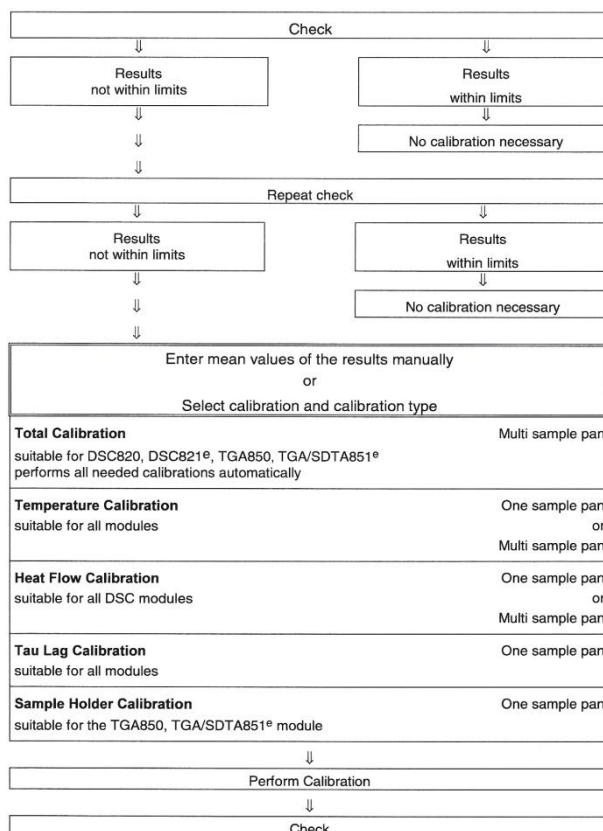 Check
⇓ ⇓
Results Results
not within limits within limits
⇓ ⇓
⇓ No calibration necessary
⇓
Repeat check
⇓ ⇓
Results Results
not within limits within limits
⇓ ⇓
⇓ No calibration necessary
⇓
Enter mean values of the results manually
or
Select calibration and calibration type
Total Calibration Multi sample pan
suitable for DSC820, DSC821e, TGA850, TGA/SDTA851e
performs all needed calibrations automatically
Temperature Calibration One sample pan
suitable for all modules or
Multi sample pan
Heat Flow Calibration One sample pan
suitable for all DSC modules or
Multi sample pan
Tau Lag Calibration One sample pan
suitable for all modules
Sample Holder Calibration One sample pan
suitable for the TGA850, TGA/SDTA851e module
⇓
Perform Calibration
⇓
Check